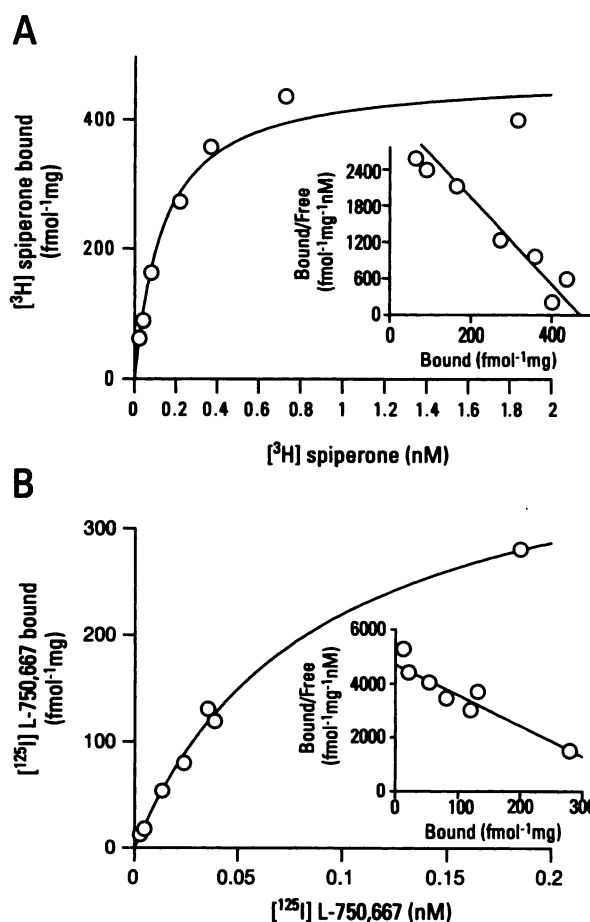 A
[³H] spiperone bound
(fmol⁻¹mg)
400
200
0
0 0.2 0.4 0.6 0.8 1 1.2 1.4 1.6 1.8 2
[³H] spiperone (nM)
Bound/Free
(fmol⁻¹mg⁻¹nM)
2400
1800
1200
600
0
0 200 400
Bound (fmol⁻¹mg)
B
[¹²⁵I] L-750,667 bound
(fmol⁻¹mg)
300
200
100
0
0 0.05 0.1 0.15 0.2
[¹²⁵I] L-750,667 (nM)
Bound/Free
(fmol⁻¹mg⁻¹nM)
6000
4000
2000
0
0 100 200 300
Bound (fmol⁻¹mg)